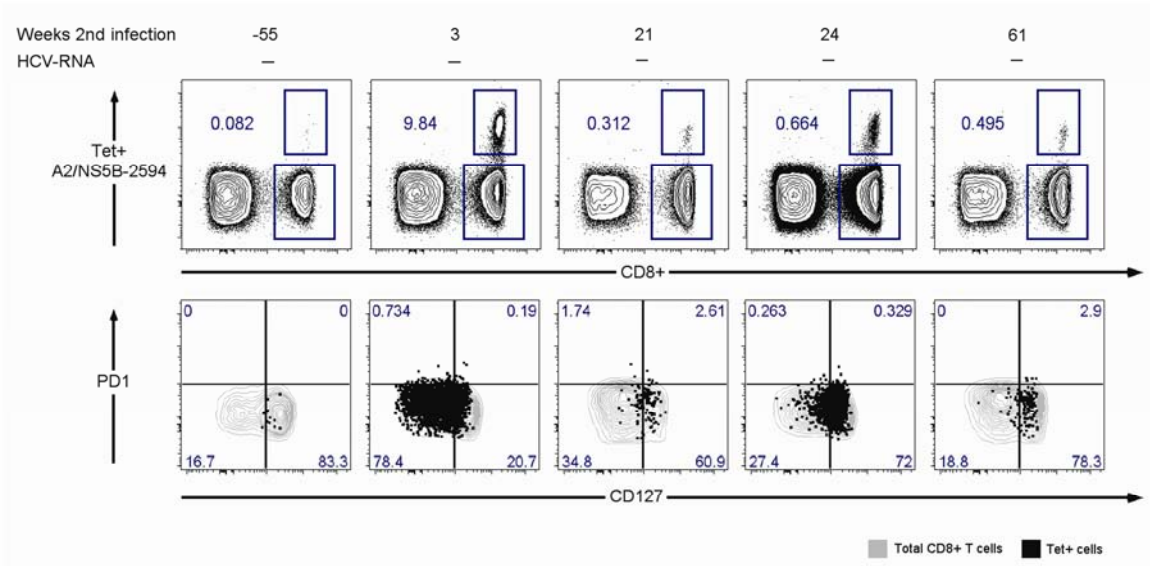 Weeks 2nd infection -55 3 21 24 61
HCV-RNA – – – – –
0.082 9.84 0.312 0.664 0.495
Tet+
A2/NS5B-2594
CD8+
0 0 0.734 0.19 1.74 2.61 0.263 0.329 0 2.9
PD1
16.7 83.3 78.4 20.7 34.8 60.9 27.4 72 18.8 78.3
CD127
Total CD8+ T cells Tet+ cells